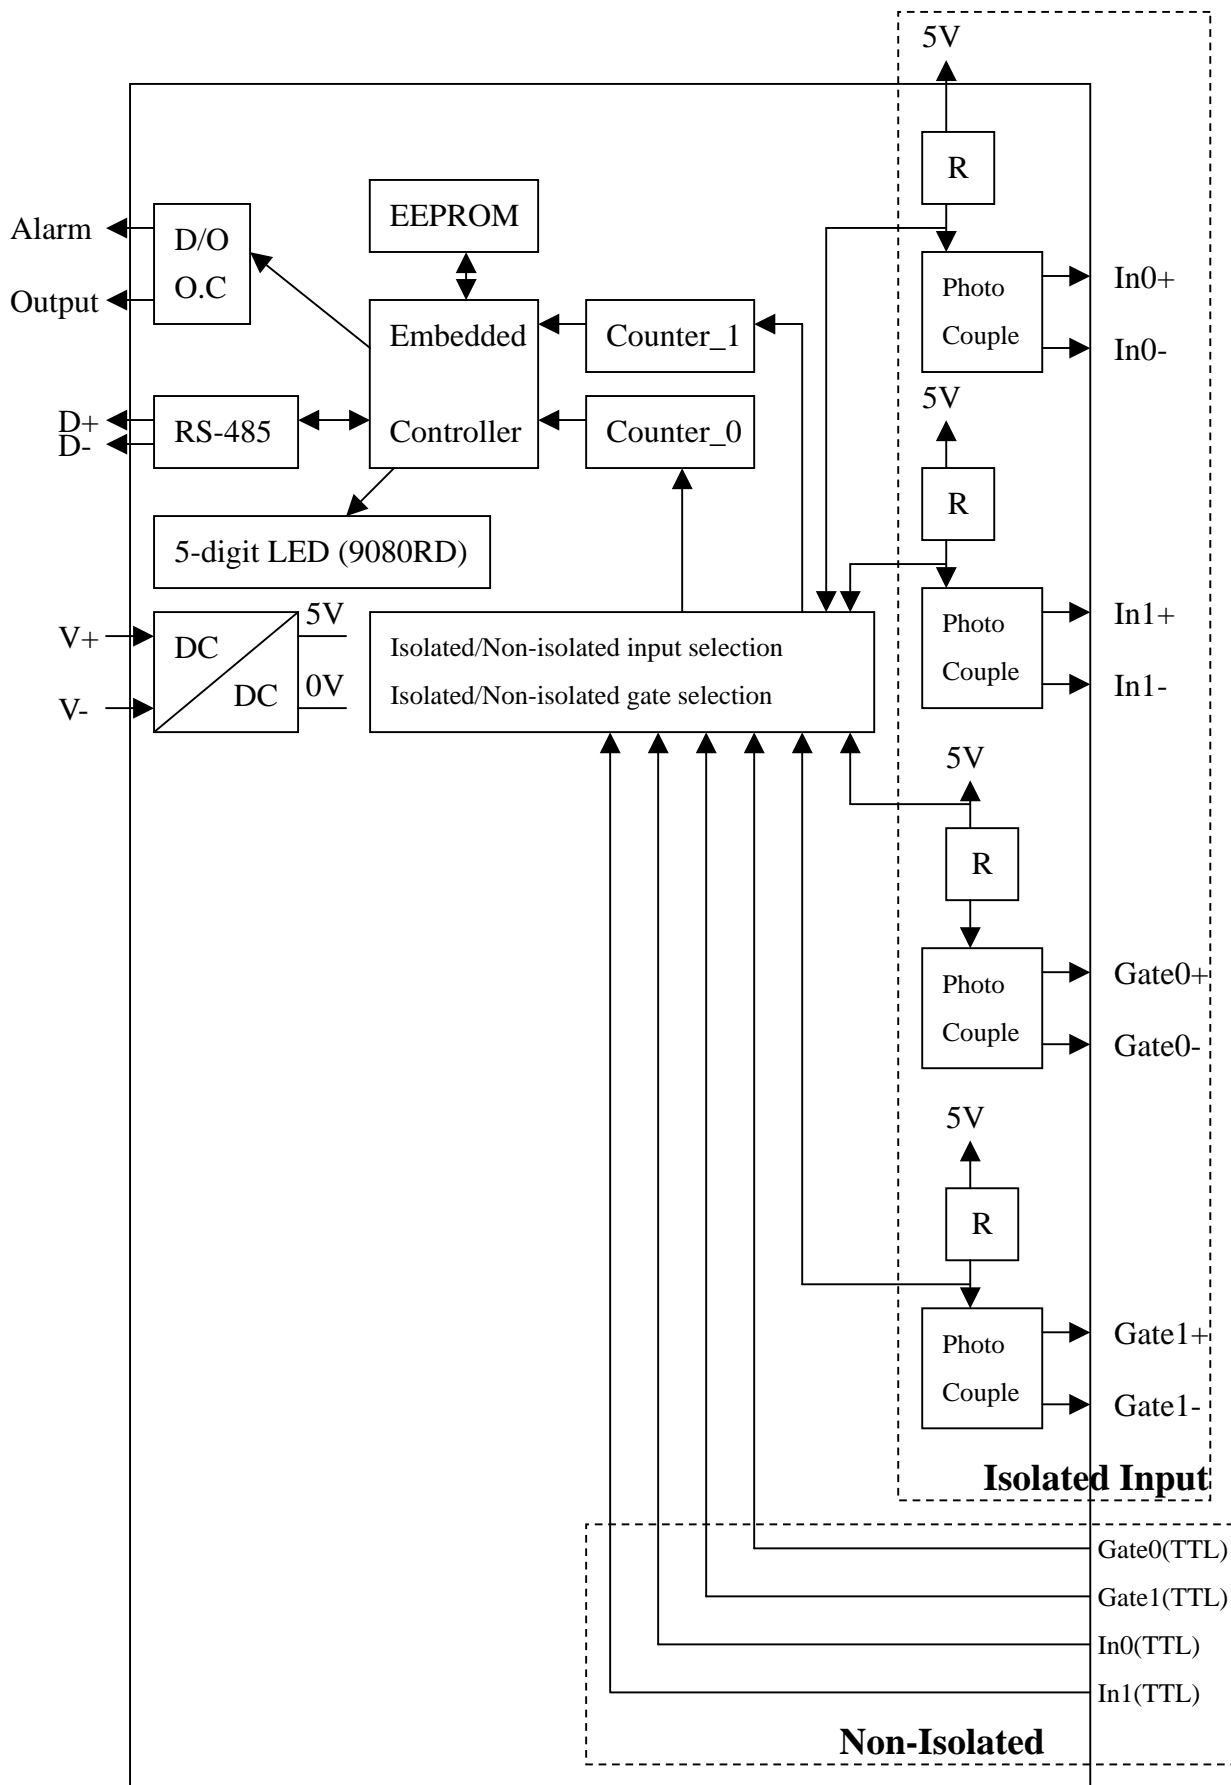 5V
R
Alarm
D/O
O.C
Output
EEPROM
Photo
Couple
In0+
In0-
Embedded
Controller
Counter_1
Counter_0
D+
D-
RS-485
5V
R
5-digit LED (9080RD)
V+
V-
DC
DC
5V
0V
Isolated/Non-isolated input selection
Isolated/Non-isolated gate selection
Photo
Couple
In1+
In1-
5V
R
Photo
Couple
Gate0+
Gate0-
5V
R
Photo
Couple
Gate1+
Gate1-
Isolated Input
Gate0(TTL)
Gate1(TTL)
In0(TTL)
In1(TTL)
Non-Isolated